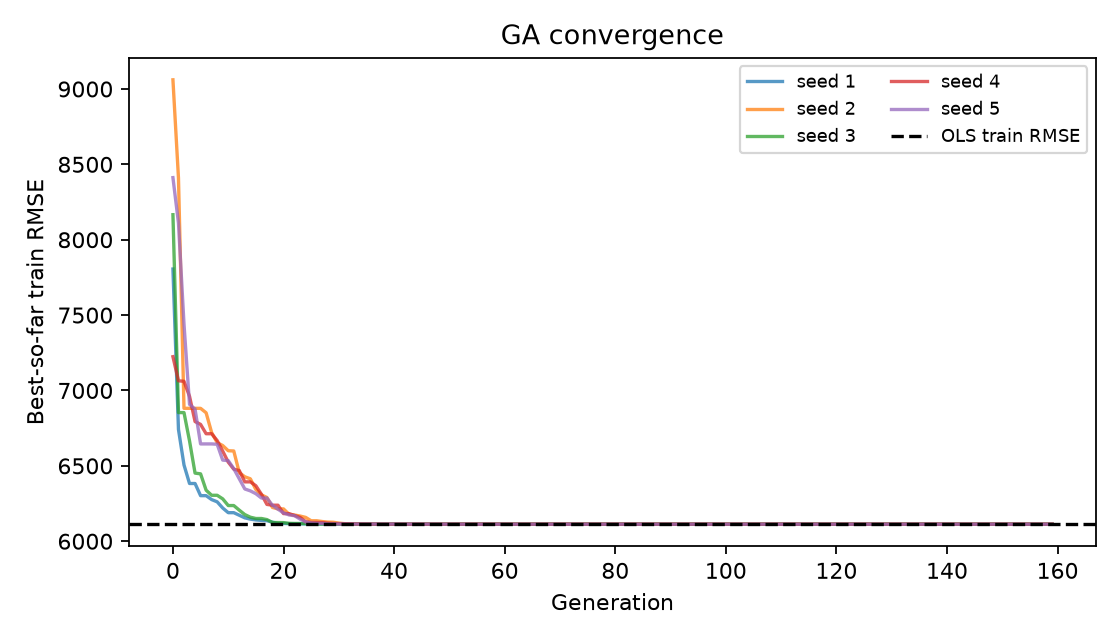 GA convergence
Best-so-far train RMSE
9000
8500
8000
7500
7000
6500
6000
seed 1
seed 2
seed 3
seed 4
seed 5
OLS train RMSE
0 20 40 60 80 100 120 140 160
Generation